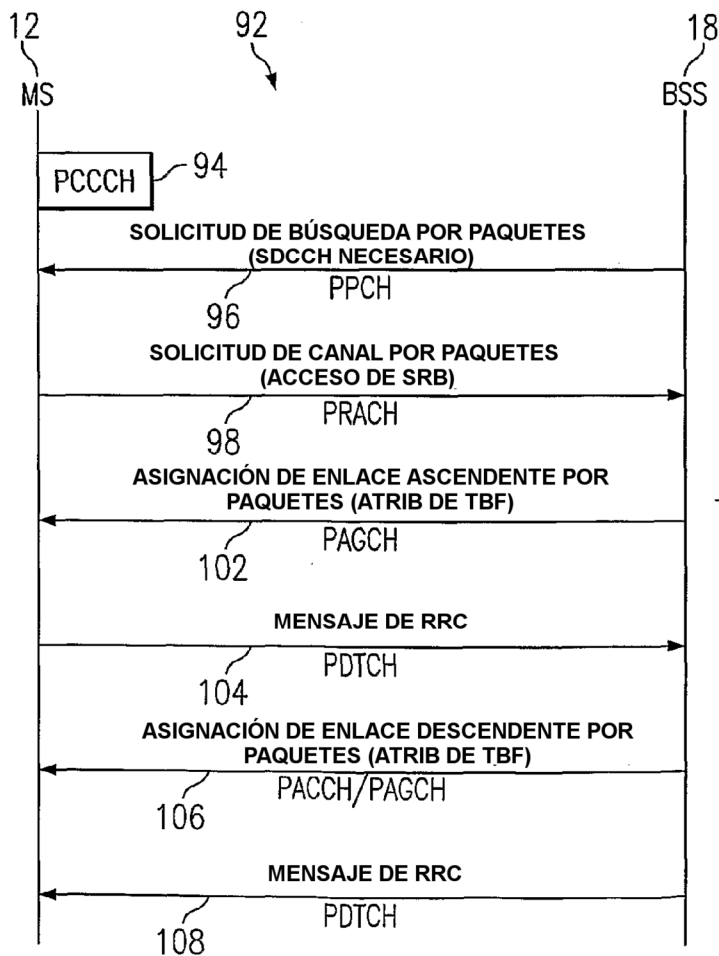 12
92
18
MS
BSS
PCCCH
94
SOLICITUD DE BÚSQUEDA POR PAQUETES
(SDCCH NECESARIO)
PPCH
96
SOLICITUD DE CANAL POR PAQUETES
(ACCESO DE SRB)
PRACH
98
ASIGNACIÓN DE ENLACE ASCENDENTE POR
PAQUETES (ATRIB DE TBF)
PAGCH
102
MENSAJE DE RRC
PDTCH
104
ASIGNACIÓN DE ENLACE DESCENDENTE POR
PAQUETES (ATRIB DE TBF)
PACCH/PAGCH
106
MENSAJE DE RRC
PDTCH
108